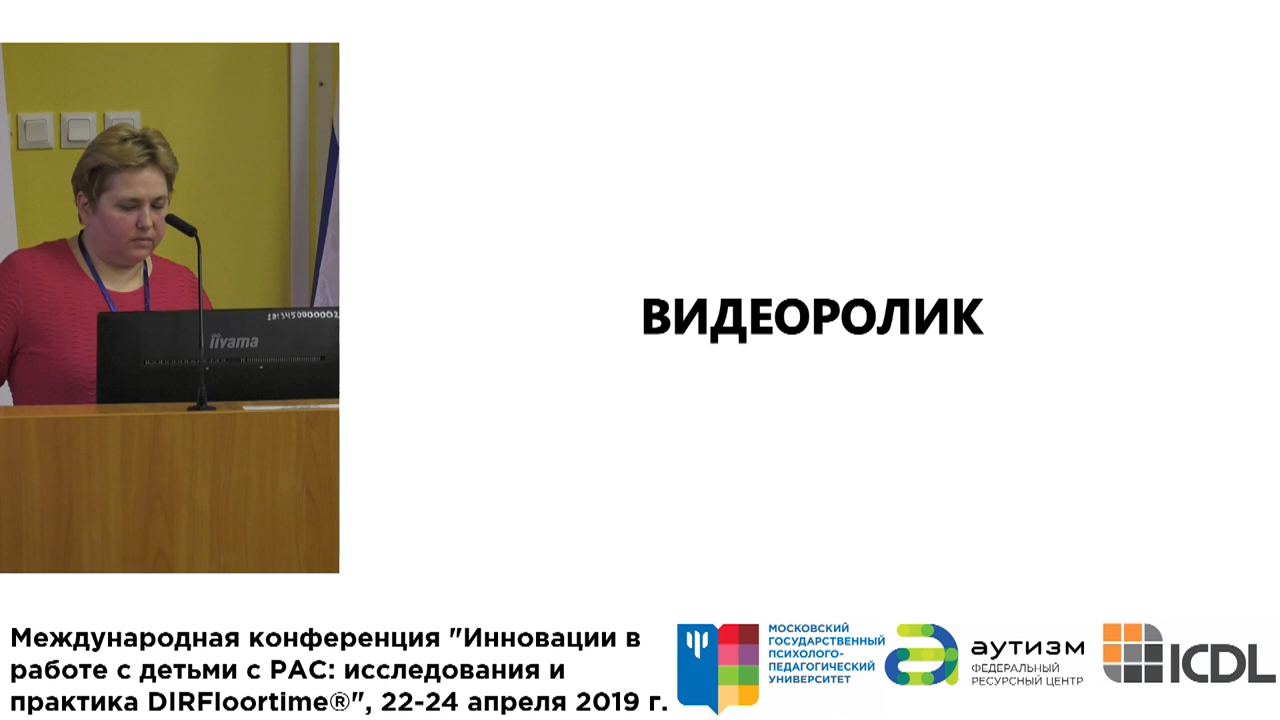 iiyama
ВИДЕОРОЛИК
Международная конференция "Инновации в
работе с детьми с РАС: исследования и
практика DIRFloortime®", 22-24 апреля 2019 г.
МОСКОВСКИЙ
ГОСУДАРСТВЕННЫЙ
ПСИХОЛОГО-
ПЕДАГОГИЧЕСКИЙ
УНИВЕРСИТЕТ
аутизм
ФЕДЕРАЛЬНЫЙ
РЕСУРСНЫЙ ЦЕНТР
ICDL